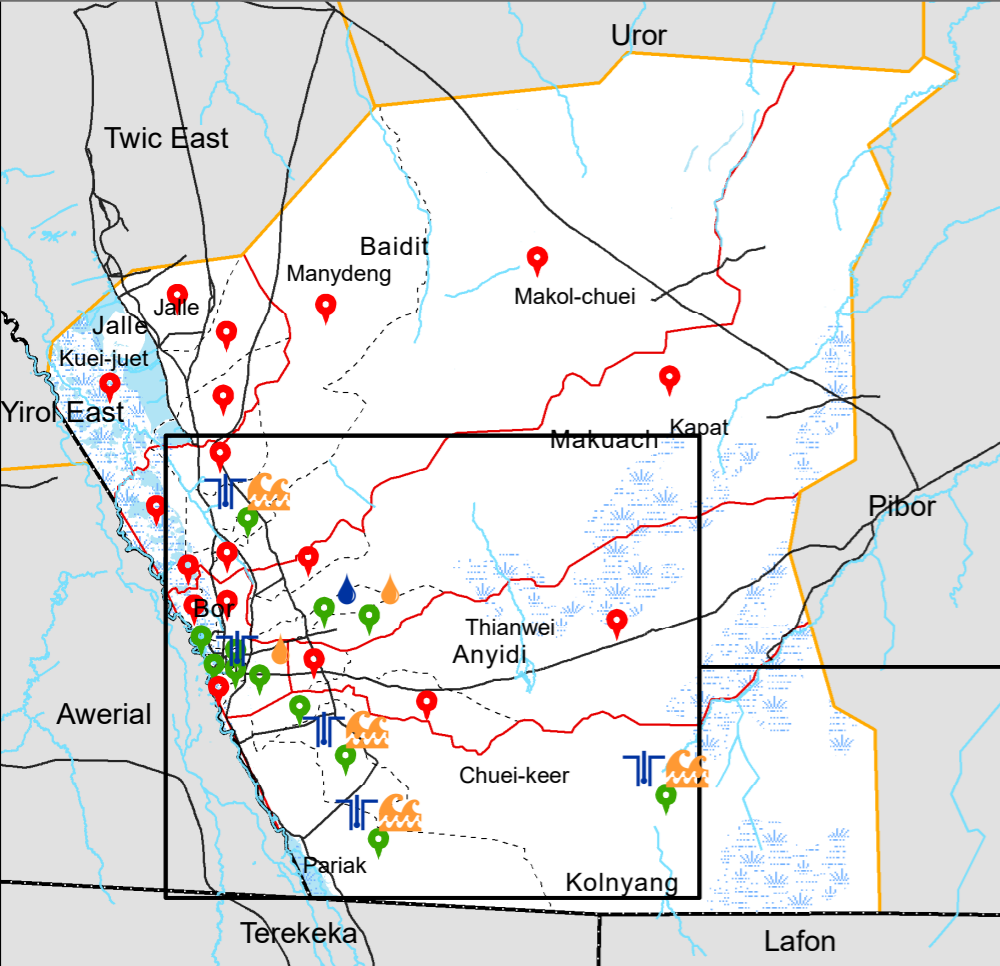 Uror
Twic East
Baidit
Manydeng
Makol-chuei
Jalle
Jalle
Kuei-juet
Yirol East
Kapat
Makuach
Pibor
Bor
Thianwei
Anyidi
Awerial
Chuei-keer
Pariak
Kolnyang
Terekeka
Lafon